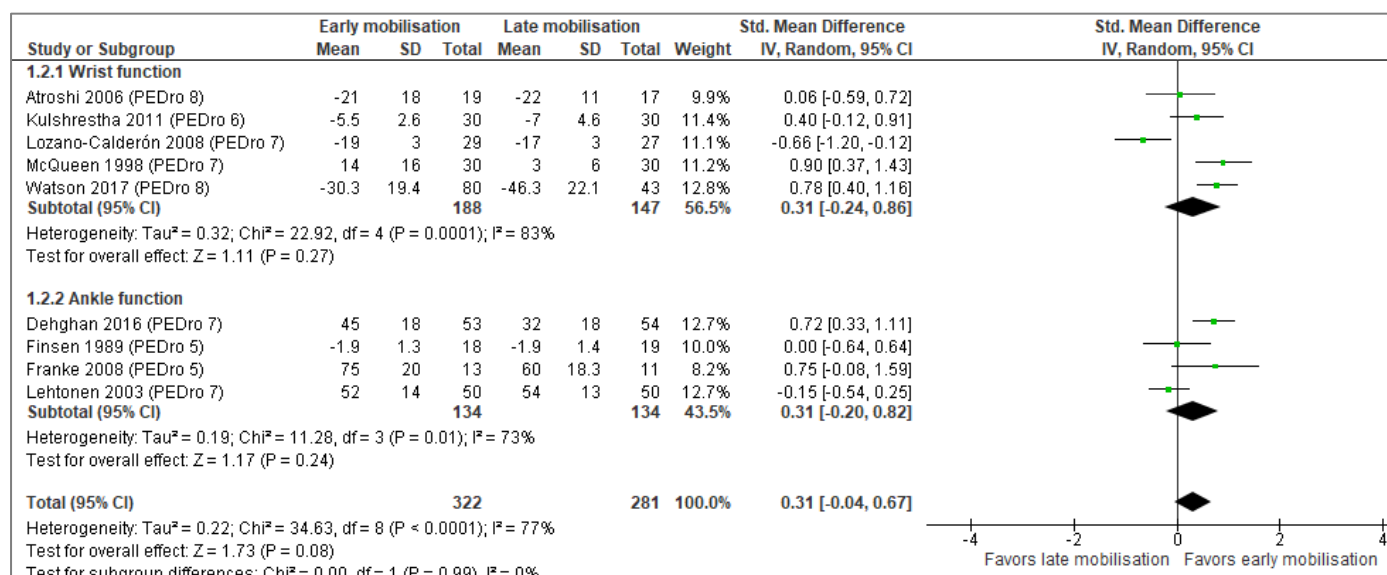 Early mobilisation Late mobilisation Std. Mean Difference Std. Mean Difference
Study or Subgroup Mean SD Total Mean SD Total Weight IV, Random, 95% CI IV, Random, 95% CI
1.2.1 Wrist function
Atroshi 2006 (PEDro 8) -21 18 19 -22 11 17 9.9% 0.06 [-0.59, 0.72]
Kulshrestha 2011 (PEDro 6) -5.5 2.6 30 -7 4.6 30 11.4% 0.40 [-0.12, 0.91]
Lozano-Calderón 2008 (PEDro 7) -19 3 29 -17 3 27 11.1% -0.66 [-1.20, -0.12]
McQueen 1998 (PEDro 7) 14 16 30 3 6 30 11.2% 0.90 [0.37, 1.43]
Watson 2017 (PEDro 8) -30.3 19.4 80 -46.3 22.1 43 12.8% 0.78 [0.40, 1.16]
Subtotal (95% CI) 188 147 56.5% 0.31 [-0.24, 0.86]
Heterogeneity: Tau² = 0.32; Chi² = 22.92, df = 4 (P = 0.0001); I² = 83%
Test for overall effect: Z = 1.11 (P = 0.27)
1.2.2 Ankle function
Dehghan 2016 (PEDro 7) 45 18 53 32 18 54 12.7% 0.72 [0.33, 1.11]
Finsen 1989 (PEDro 5) -1.9 1.3 18 -1.9 1.4 19 10.0% 0.00 [-0.64, 0.64]
Franke 2008 (PEDro 5) 75 20 13 60 18.3 11 8.2% 0.75 [-0.08, 1.59]
Lehtonen 2003 (PEDro 7) 52 14 50 54 13 50 12.7% -0.15 [-0.54, 0.25]
Subtotal (95% CI) 134 134 43.5% 0.31 [-0.20, 0.82]
Heterogeneity: Tau² = 0.19; Chi² = 11.28, df = 3 (P = 0.01); I² = 73%
Test for overall effect: Z = 1.17 (P = 0.24)
Total (95% CI) 322 281 100.0% 0.31 [-0.04, 0.67]
Heterogeneity: Tau² = 0.22; Chi² = 34.63, df = 8 (P < 0.0001); I² = 77%
Test for overall effect: Z = 1.73 (P = 0.08)
Test for subgroup differences: Chi² = 0.00, df = 1 (P = 0.99), I² = 0%
-4 -2 0 2 4
Favors late mobilisation Favors early mobilisation